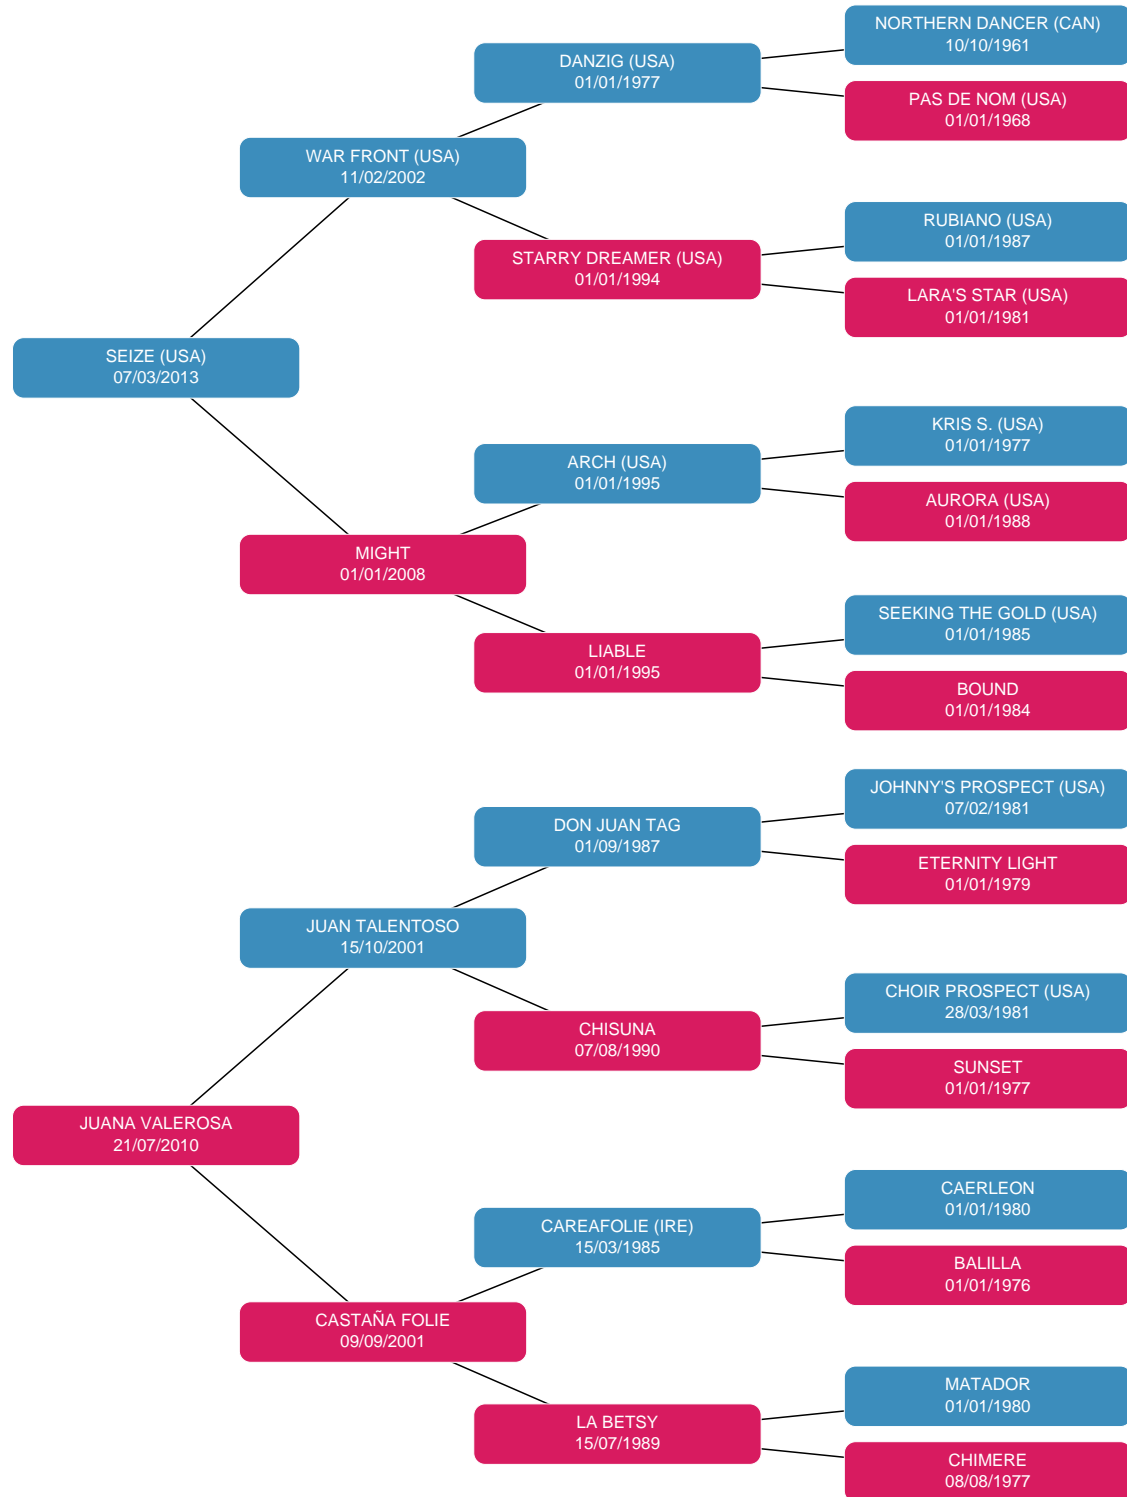 NORTHERN DANCER (CAN)
10/10/1961
DANZIG (USA)
01/01/1977
PAS DE NOM (USA)
01/01/1968
WAR FRONT (USA)
11/02/2002
RUBIANO (USA)
01/01/1987
STARRY DREAMER (USA)
01/01/1994
LARA'S STAR (USA)
01/01/1981
SEIZE (USA)
07/03/2013
KRIS S. (USA)
01/01/1977
ARCH (USA)
01/01/1995
AURORA (USA)
01/01/1988
MIGHT
01/01/2008
SEEKING THE GOLD (USA)
01/01/1985
LIABLE
01/01/1995
BOUND
01/01/1984
JOHNNY'S PROSPECT (USA)
07/02/1981
DON JUAN TAG
01/09/1987
ETERNITY LIGHT
01/01/1979
JUAN TALENTOSO
15/10/2001
CHOIR PROSPECT (USA)
28/03/1981
CHISUNA
07/08/1990
SUNSET
01/01/1977
JUANA VALEROSA
21/07/2010
CAERLEON
01/01/1980
CAREAFOLIE (IRE)
15/03/1985
BALILLA
01/01/1976
CASTAÑA FOLIE
09/09/2001
MATADOR
01/01/1980
LA BETSY
15/07/1989
CHIMERE
08/08/1977